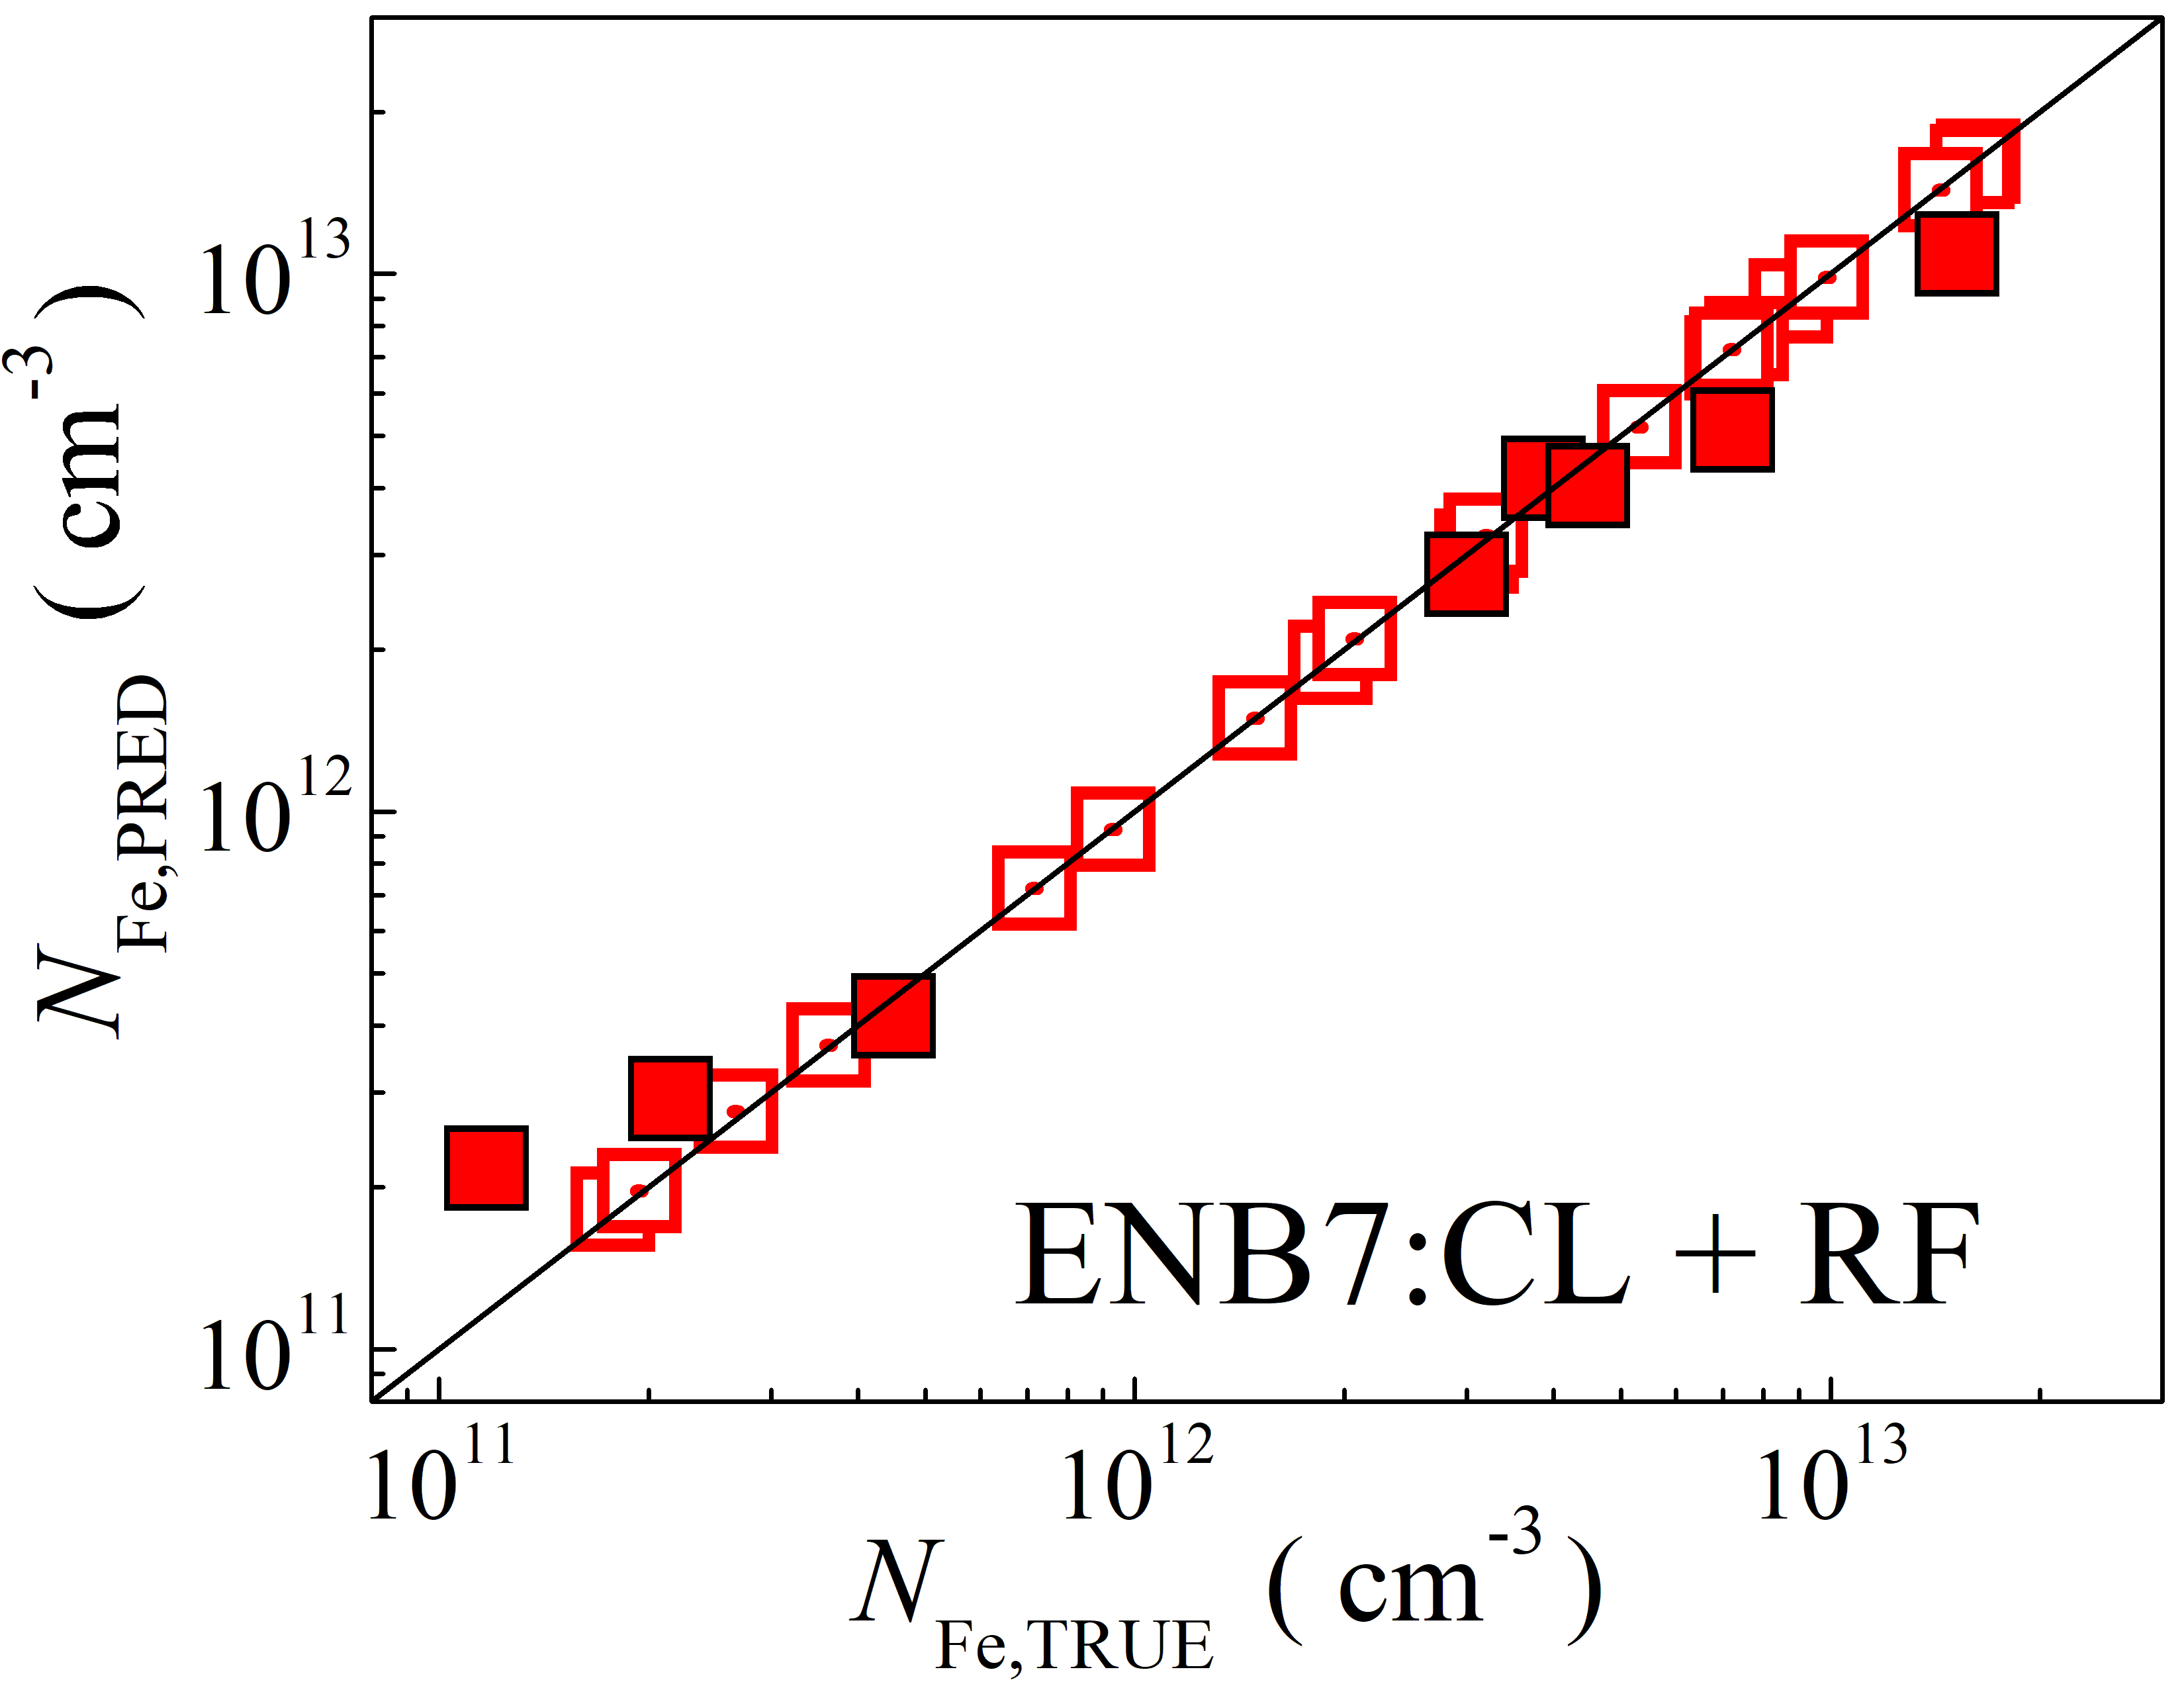 10^13
10^12
10^11
N_Fe,PRED ( cm^-3 )
ENB7:CL + RF
10^11 10^12 10^13
N_Fe,TRUE ( cm^-3 )